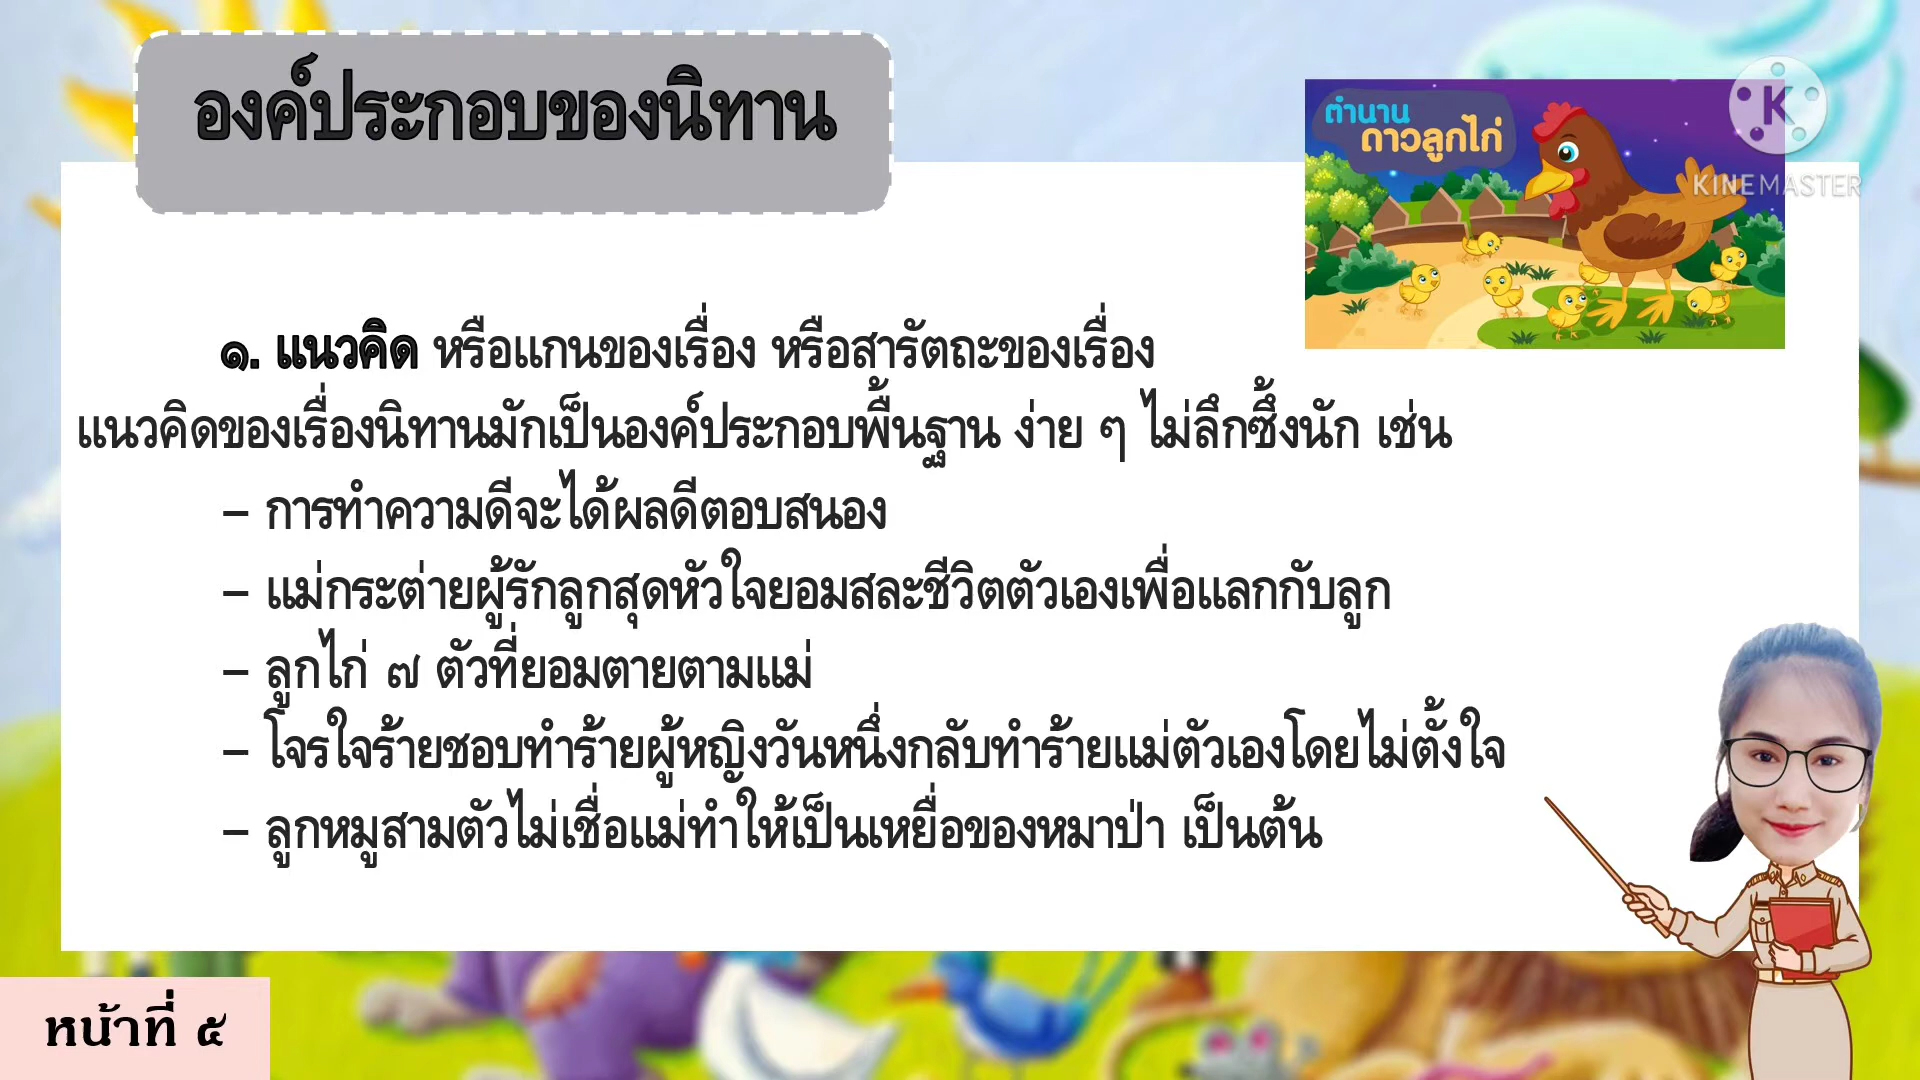 องค์ประกอบของนิทาน
ตำนาน
ดาวลูกไก่
K
KINEMASTER
๑. แนวคิด หรือแกนของเรื่อง หรือสารัตถะของเรื่อง
แนวคิดของเรื่องนิทานมักเป็นองค์ประกอบพื้นฐาน ง่าย ๆ ไม่ลึกซึ้งนัก เช่น
– การทำความดีจะได้ผลดีตอบสนอง
– แม่กระต่ายผู้รักลูกสุดหัวใจยอมสละชีวิตตัวเองเพื่อแลกกับลูก
– ลูกไก่ ๗ ตัวที่ยอมตายตามแม่
– โจรใจร้ายชอบทำร้ายผู้หญิงวันหนึ่งกลับทำร้ายแม่ตัวเองโดยไม่ตั้งใจ
– ลูกหมูสามตัวไม่เชื่อแม่ทำให้เป็นเหยื่อของหมาป่า เป็นต้น
หน้าที่ ๕